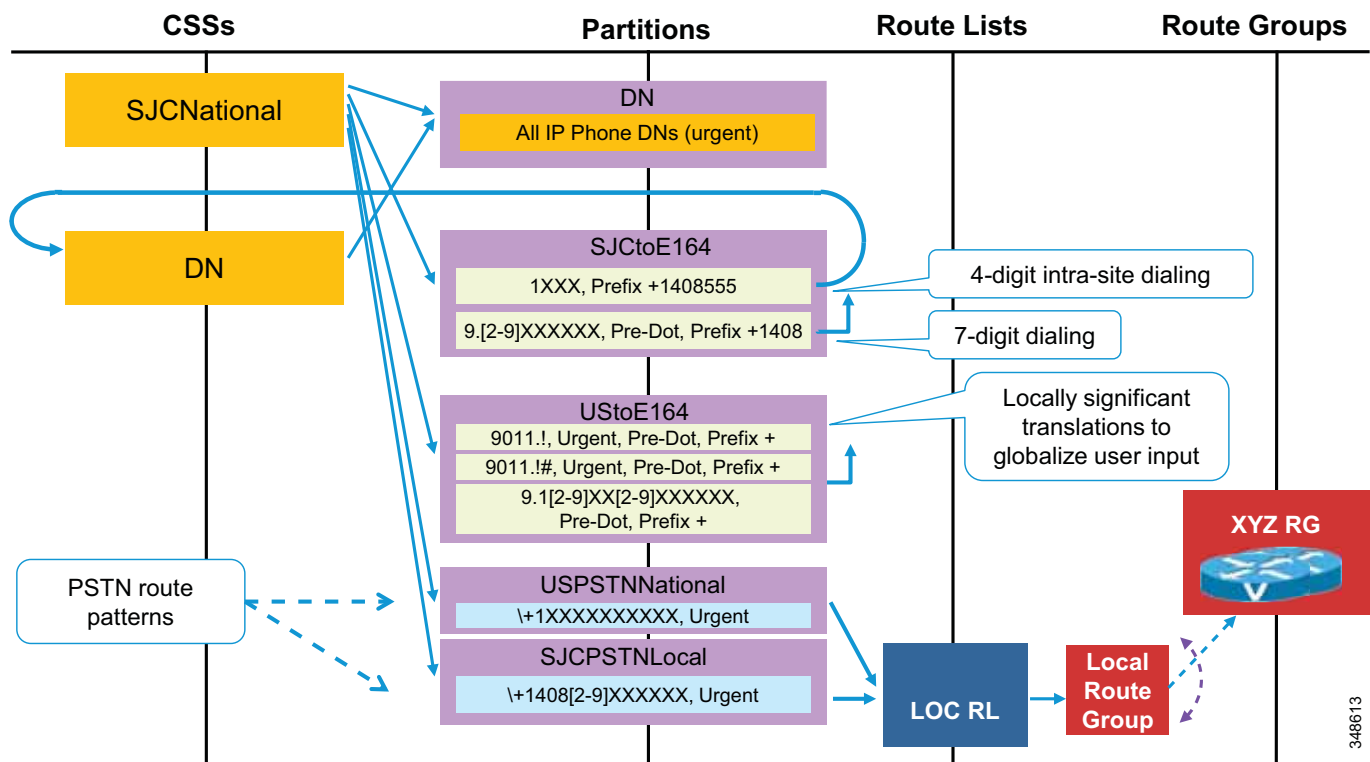 CSSs
Partitions
Route Lists
Route Groups
SJCNational
DN
All IP Phone DNs (urgent)
DN
SJCtoE164
1XXX, Prefix +1408555
9.[2-9]XXXXXX, Pre-Dot, Prefix +1408
4-digit intra-site dialing
7-digit dialing
UStoE164
9011.!, Urgent, Pre-Dot, Prefix +
9011.!#, Urgent, Pre-Dot, Prefix +
9.1[2-9]XX[2-9]XXXXXX,
Pre-Dot, Prefix +
Locally significant
translations to
globalize user input
XYZ RG
V
PSTN route
patterns
USPSTNNational
\+1XXXXXXXXXX, Urgent
SJCPSTNLocal
\+1408[2-9]XXXXXX, Urgent
LOC RL
Local
Route
Group
348613